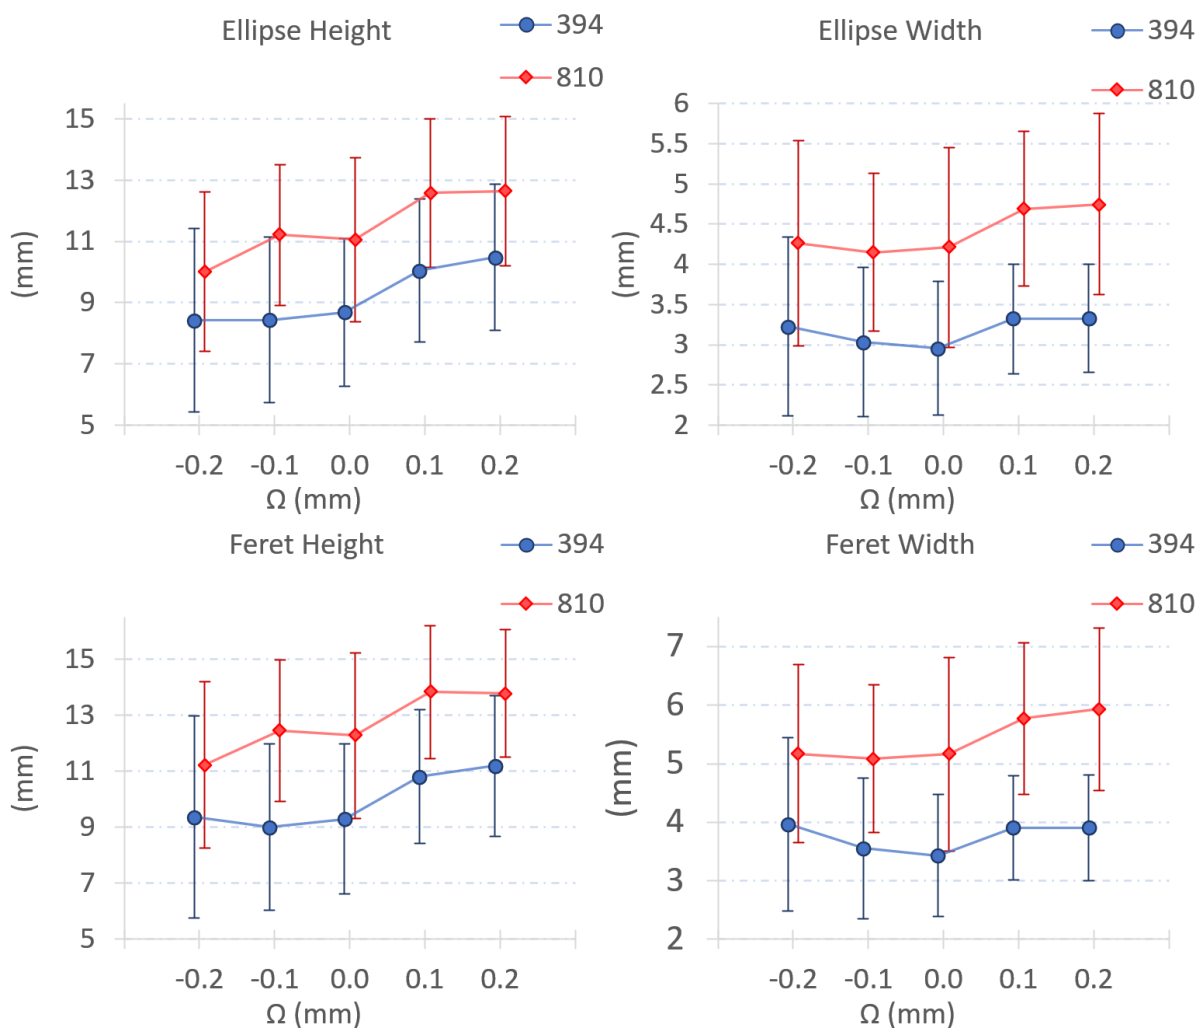 Ellipse Height
394
810
15
13
11
9
7
5
(mm)
-0.2 -0.1 0.0 0.1 0.2
Ω (mm)
Ellipse Width
394
810
6
5.5
5
4.5
4
3.5
3
2.5
2
(mm)
-0.2 -0.1 0.0 0.1 0.2
Ω (mm)
Feret Height
394
810
15
13
11
9
7
5
(mm)
-0.2 -0.1 0.0 0.1 0.2
Ω (mm)
Feret Width
394
810
7
6
5
4
3
2
(mm)
-0.2 -0.1 0.0 0.1 0.2
Ω (mm)